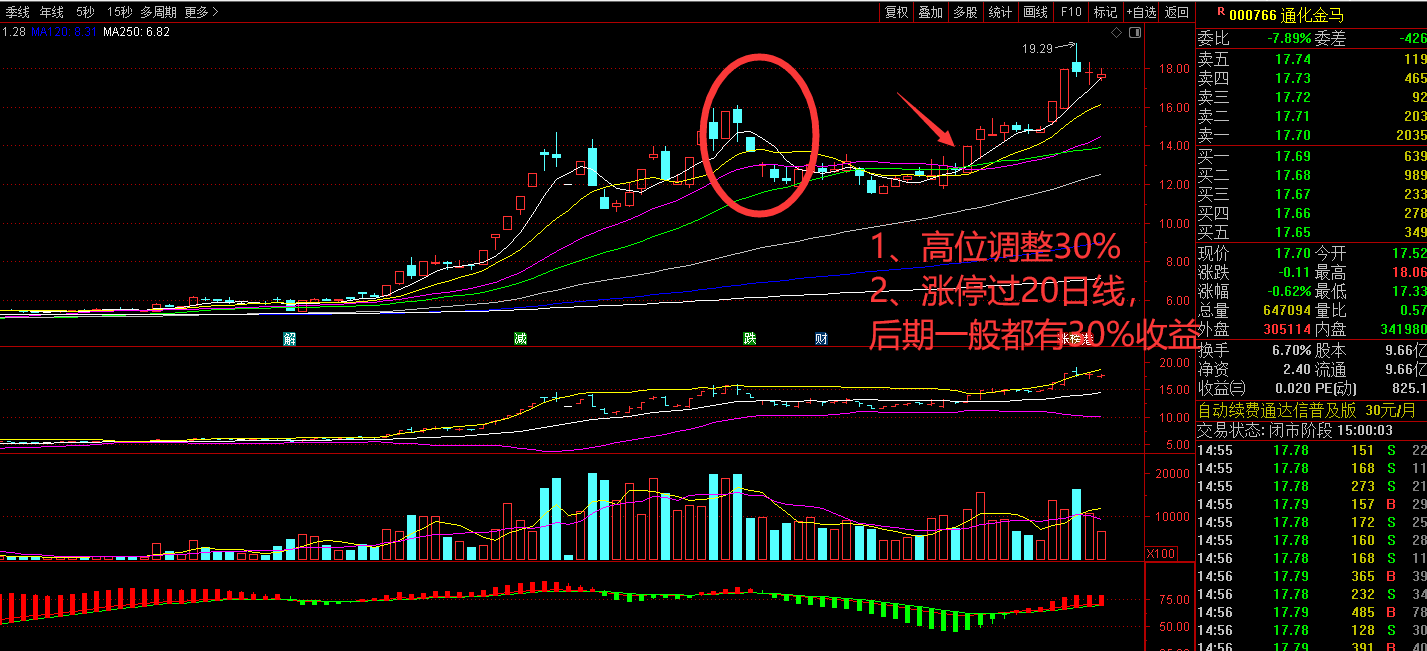 季线 年线 5秒 15秒 多周期 更多> 复权 叠加 多股 统计 画线 F10 标记 +自选 返回
R 000766 通化金马
1.28 MA120: 8.31 MA250: 6.82
委比 -7.89% 委差 -426
卖五 17.74 119
卖四 17.73 465
卖三 17.72 92
卖二 17.71 203
卖一 17.70 2035
买一 17.69 639
买二 17.68 989
买三 17.67 233
买四 17.66 278
买五 17.65 349
现价 17.70 今开 17.52
涨跌 -0.11 最高 18.06
涨幅 -0.62% 最低 17.33
总量 647094 量比 0.57
外盘 305114 内盘 341980
换手 6.70% 股本 9.66亿
净资 2.40 流通 9.66亿
收益㈢ 0.020 PE(动) 825.1
自动续费通达信普及版 30元/月
交易状态: 闭市阶段 15:00:03
14:55 17.78 151 S 22
14:55 17.78 168 S 11
14:55 17.78 273 S 21
14:55 17.79 157 B 29
14:55 17.78 172 S 25
14:55 17.78 160 S 28
14:56 17.78 168 S 11
14:56 17.79 365 B 39
14:56 17.78 232 S 34
14:56 17.79 485 B 78
14:56 17.78 128 S 30
14:56 17.79 391 B 40
19.29
18.00
16.00
14.00
12.00
10.00
8.00
6.00
1、高位调整30%
2、涨停过20日线，
后期一般都有30%收益
解 减 跌 财
20.00
15.00
10.00
5.00
20000
10000
X100
75.00
50.00